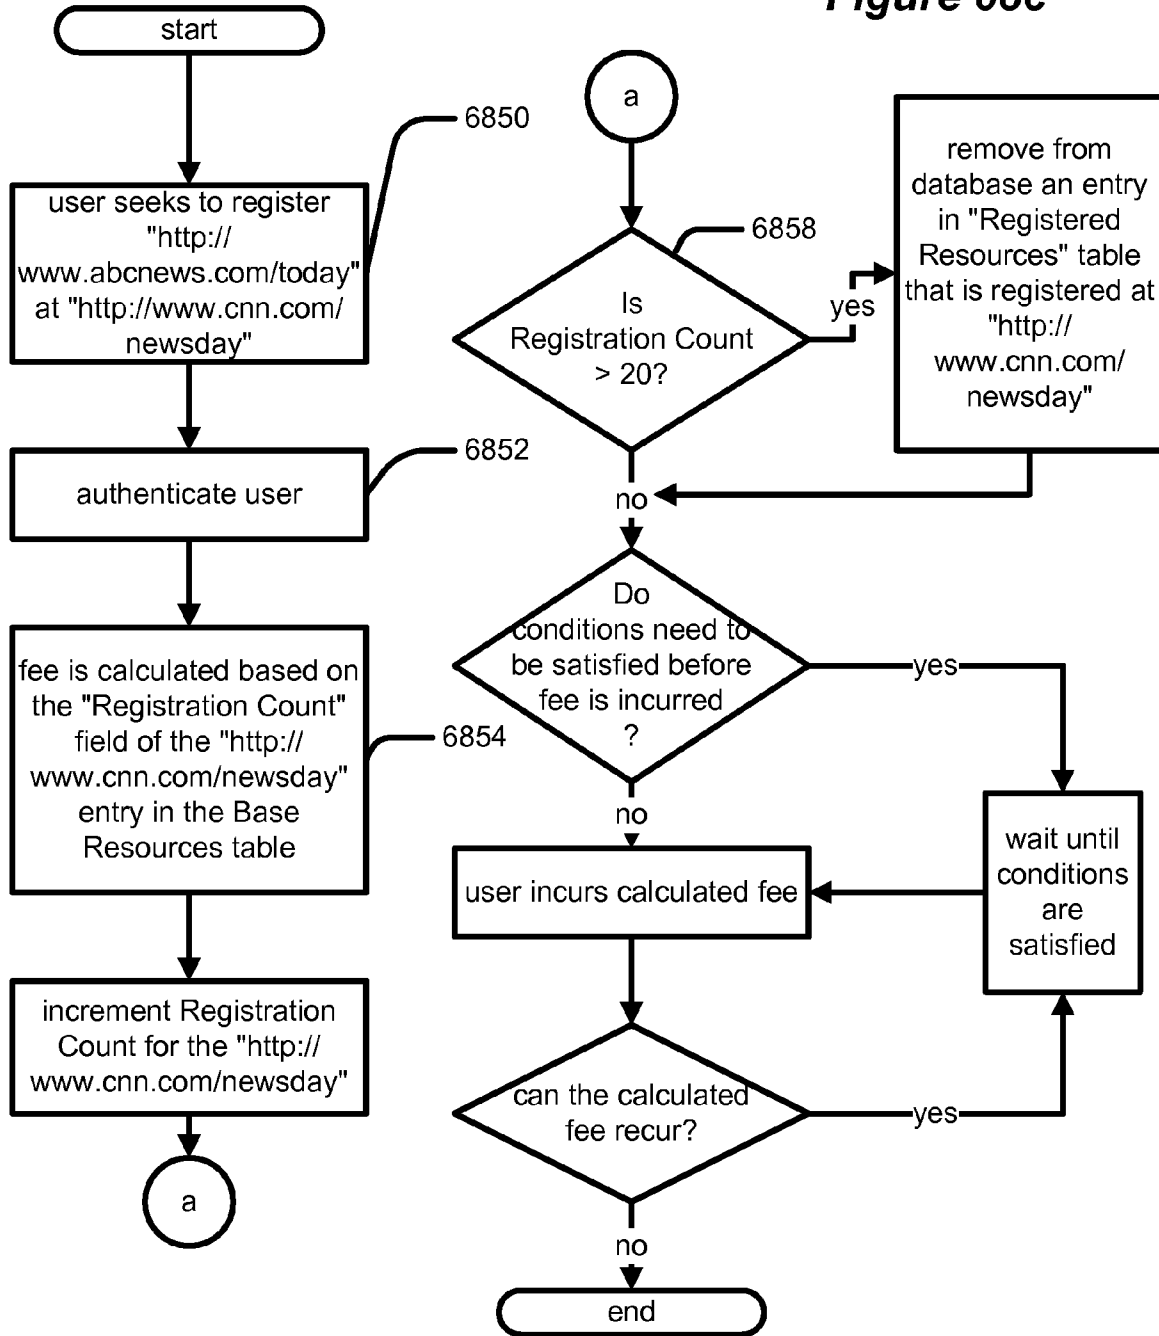 start
6850
user seeks to register
"http://
www.abcnews.com/today"
at "http://www.cnn.com/
newsday"
6852
authenticate user
fee is calculated based on
the "Registration Count"
field of the "http://
www.cnn.com/newsday"
entry in the Base
Resources table
6854
increment Registration
Count for the "http://
www.cnn.com/newsday"
a
a
6858
Is
Registration Count
> 20?
yes
remove from
database an entry
in "Registered
Resources" table
that is registered at
"http://
www.cnn.com/
newsday"
no
Do
conditions need to
be satisfied before
fee is incurred
?
yes
no
wait until
conditions
are
satisfied
user incurs calculated fee
can the calculated
fee recur?
yes
no
end